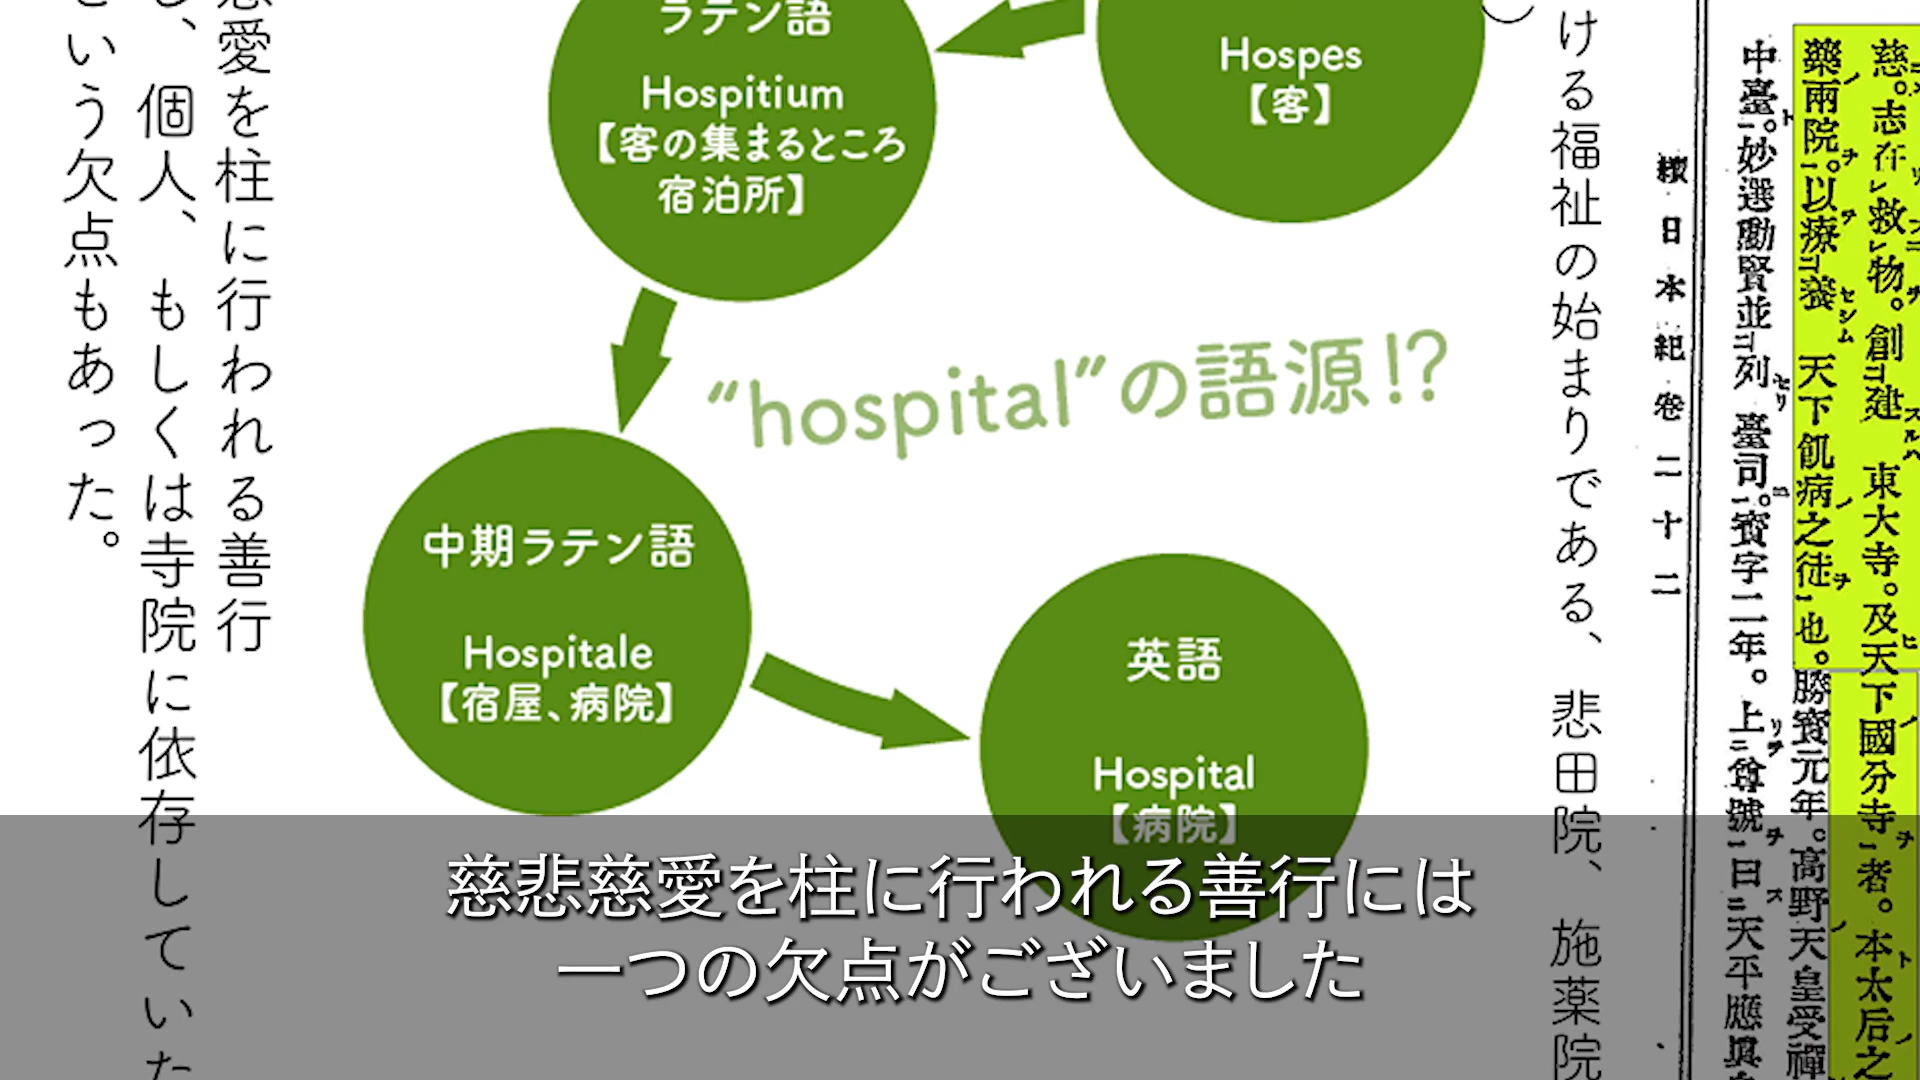 慈。志在救物。創建東大寺。及天下國分寺者。本太后之
藥兩院。以療養天下飢病之徒也。勝寶元年。高野天皇受禪
中臺。妙選勳賢並列臺司。寶字二年。上尊號曰天平應眞
續日本紀卷二十二
ける福祉の始まりである、悲田院、施薬院
Hospes
【客】
ラテン語
Hospitium
【客の集まるところ
宿泊所】
“hospital”の語源!?
中期ラテン語
Hospitale
【宿屋、病院】
英語
Hospital
【病院】
愛を柱に行われる善行
、個人、もしくは寺院に依存していた
いう欠点もあった。
慈悲慈愛を柱に行われる善行には
一つの欠点がございました